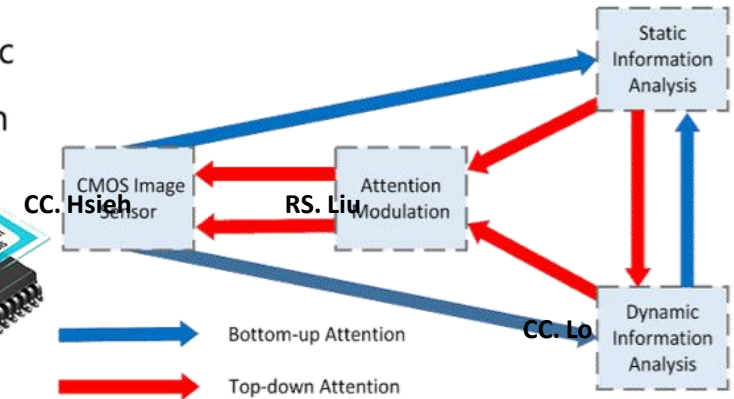 Static
Information
Analysis
CMOS Image
Sensor
CC. Hsieh
Attention
Modulation
RS. Liu
CC. Lo
Dynamic
Information
Analysis
Bottom-up Attention
Top-down Attention